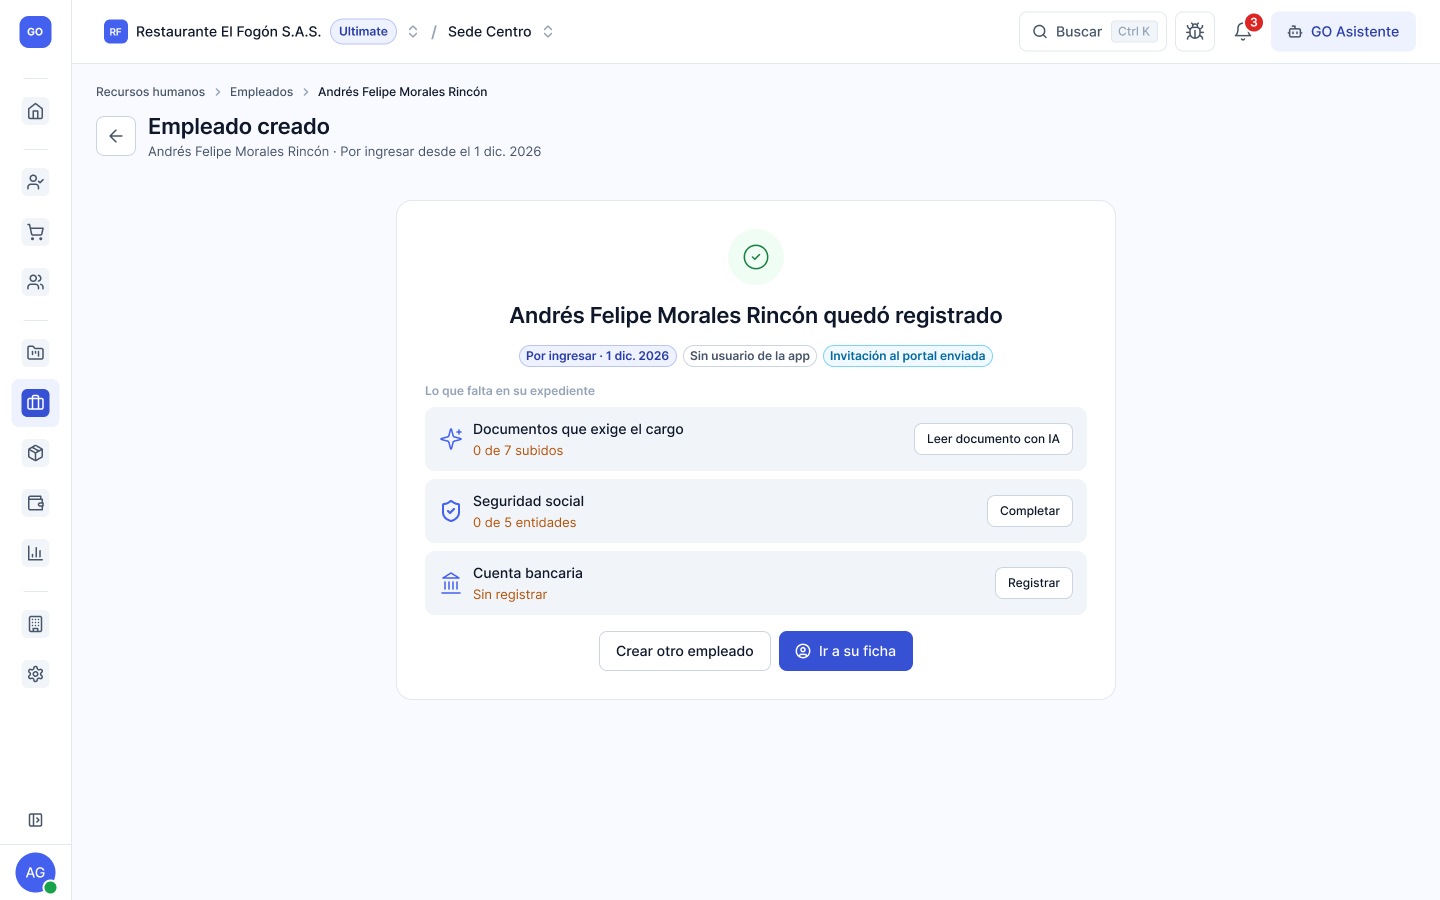 GO
RF Restaurante El Fogón S.A.S. Ultimate / Sede Centro
Buscar Ctrl K
3
GO Asistente
Recursos humanos > Empleados > Andrés Felipe Morales Rincón
Empleado creado
Andrés Felipe Morales Rincón · Por ingresar desde el 1 dic. 2026
Andrés Felipe Morales Rincón quedó registrado
Por ingresar · 1 dic. 2026 Sin usuario de la app Invitación al portal enviada
Lo que falta en su expediente
Documentos que exige el cargo
0 de 7 subidos
Leer documento con IA
Seguridad social
0 de 5 entidades
Completar
Cuenta bancaria
Sin registrar
Registrar
Crear otro empleado
Ir a su ficha
AG